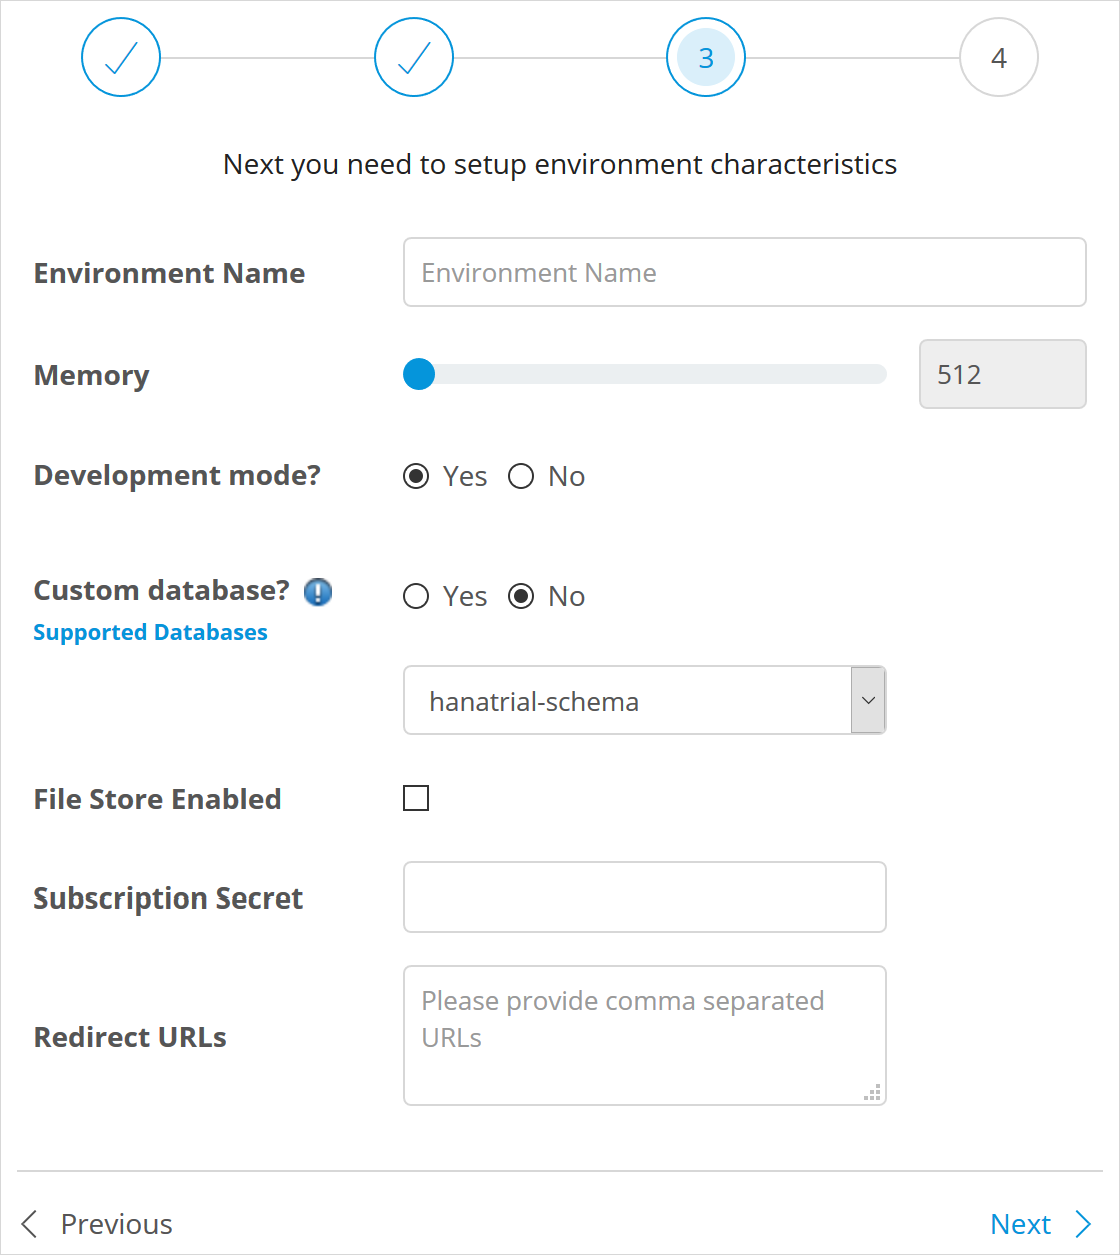 3
4
Next you need to setup environment characteristics
Environment Name
Environment Name
Memory
512
Development mode?
Yes
No
Custom database?
Yes
No
Supported Databases
hanatrial-schema
File Store Enabled
Subscription Secret
Redirect URLs
Please provide comma separated
URLs
Previous
Next